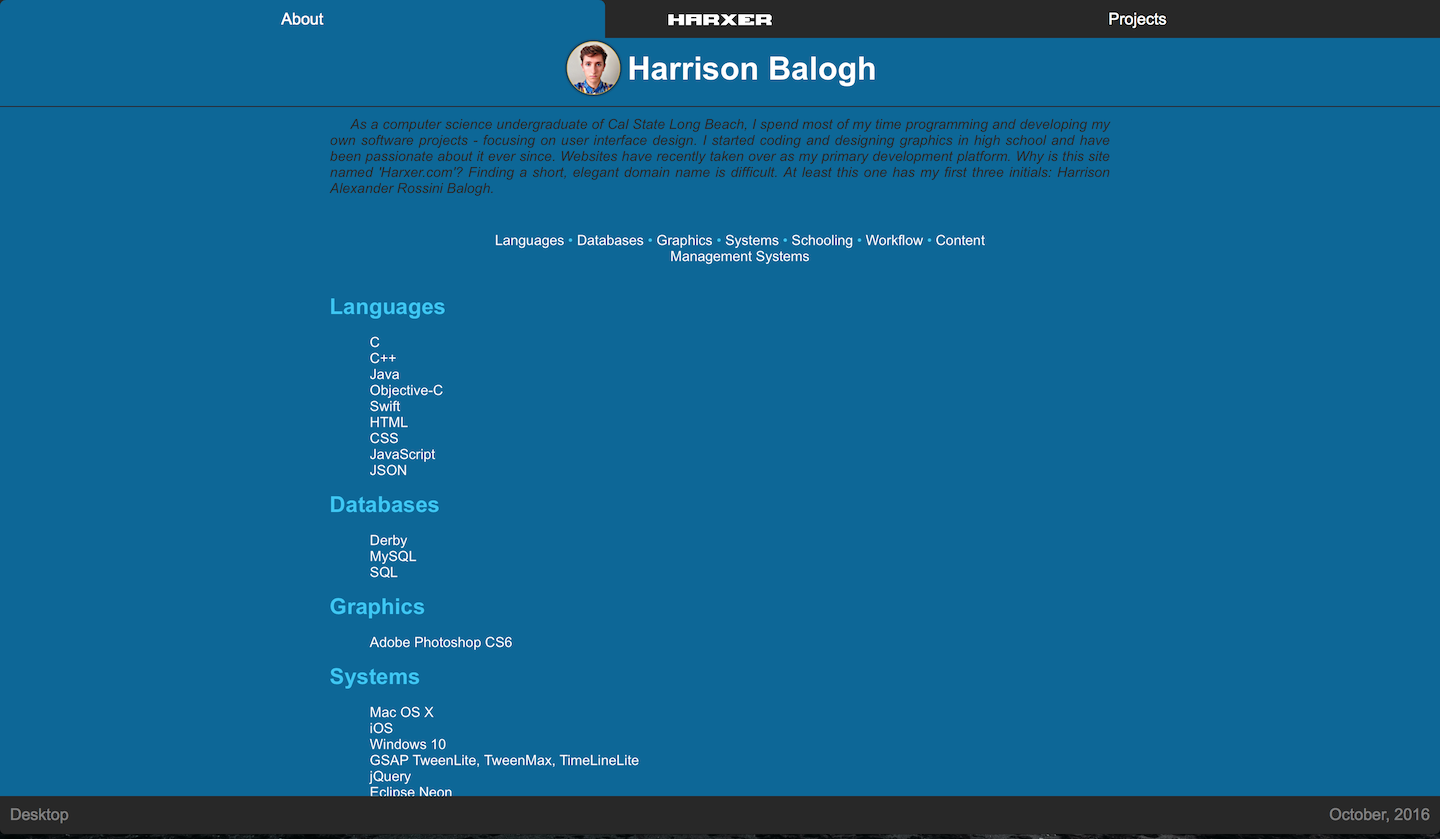 About
HARXER
Projects
Harrison Balogh
As a computer science undergraduate of Cal State Long Beach, I spend most of my time programming and developing my
own software projects - focusing on user interface design. I started coding and designing graphics in high school and have
been passionate about it ever since. Websites have recently taken over as my primary development platform. Why is this site
named 'Harxer.com'? Finding a short, elegant domain name is difficult. At least this one has my first three initials: Harrison
Alexander Rossini Balogh.
Languages • Databases • Graphics • Systems • Schooling • Workflow • Content
Management Systems
Languages
C
C++
Java
Objective-C
Swift
HTML
CSS
JavaScript
JSON
Databases
Derby
MySQL
SQL
Graphics
Adobe Photoshop CS6
Systems
Mac OS X
iOS
Windows 10
GSAP TweenLite, TweenMax, TimeLineLite
jQuery
Eclipse Neon
Desktop
October, 2016